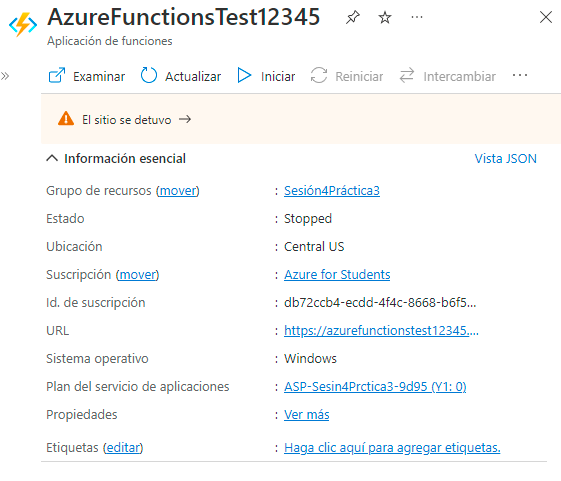 AzureFunctionsTest12345
Aplicación de funciones
Examinar Actualizar Iniciar Reiniciar Intercambiar
El sitio se detuvo
Información esencial Vista JSON
Grupo de recursos (mover) : Sesión4Práctica3
Estado : Stopped
Ubicación : Central US
Suscripción (mover) : Azure for Students
Id. de suscripción : db72ccb4-ecdd-4f4c-8668-b6f5...
URL : https://azurefunctionstest12345....
Sistema operativo : Windows
Plan del servicio de aplicaciones : ASP-Sesin4Prctica3-9d95 (Y1: 0)
Propiedades : Ver más
Etiquetas (editar) : Haga clic aquí para agregar etiquetas.